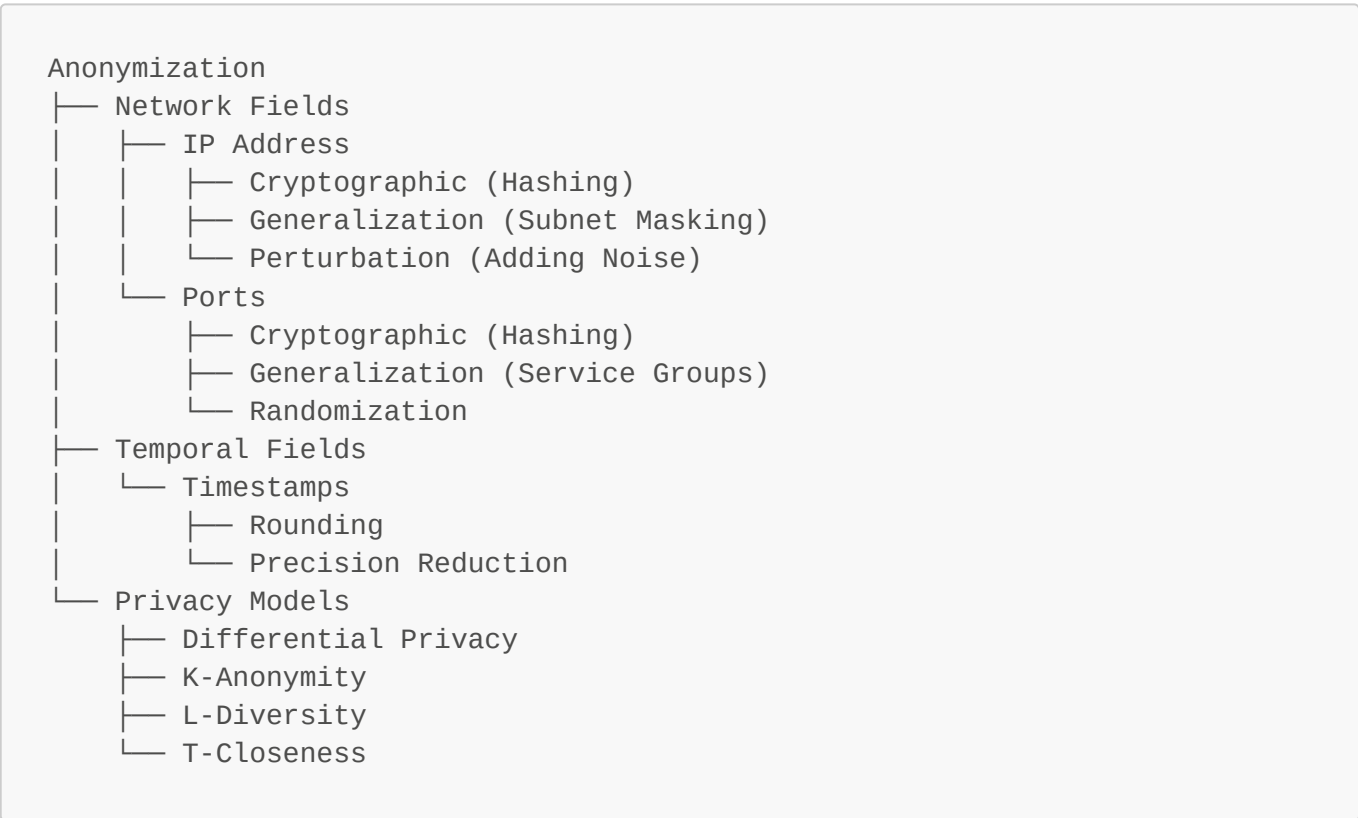 Anonymization
├── Network Fields
│   ├── IP Address
│   │   ├── Cryptographic (Hashing)
│   │   ├── Generalization (Subnet Masking)
│   │   └── Perturbation (Adding Noise)
│   └── Ports
│       ├── Cryptographic (Hashing)
│       ├── Generalization (Service Groups)
│       └── Randomization
├── Temporal Fields
│   └── Timestamps
│       ├── Rounding
│       └── Precision Reduction
└── Privacy Models
    ├── Differential Privacy
    ├── K-Anonymity
    ├── L-Diversity
    └── T-Closeness